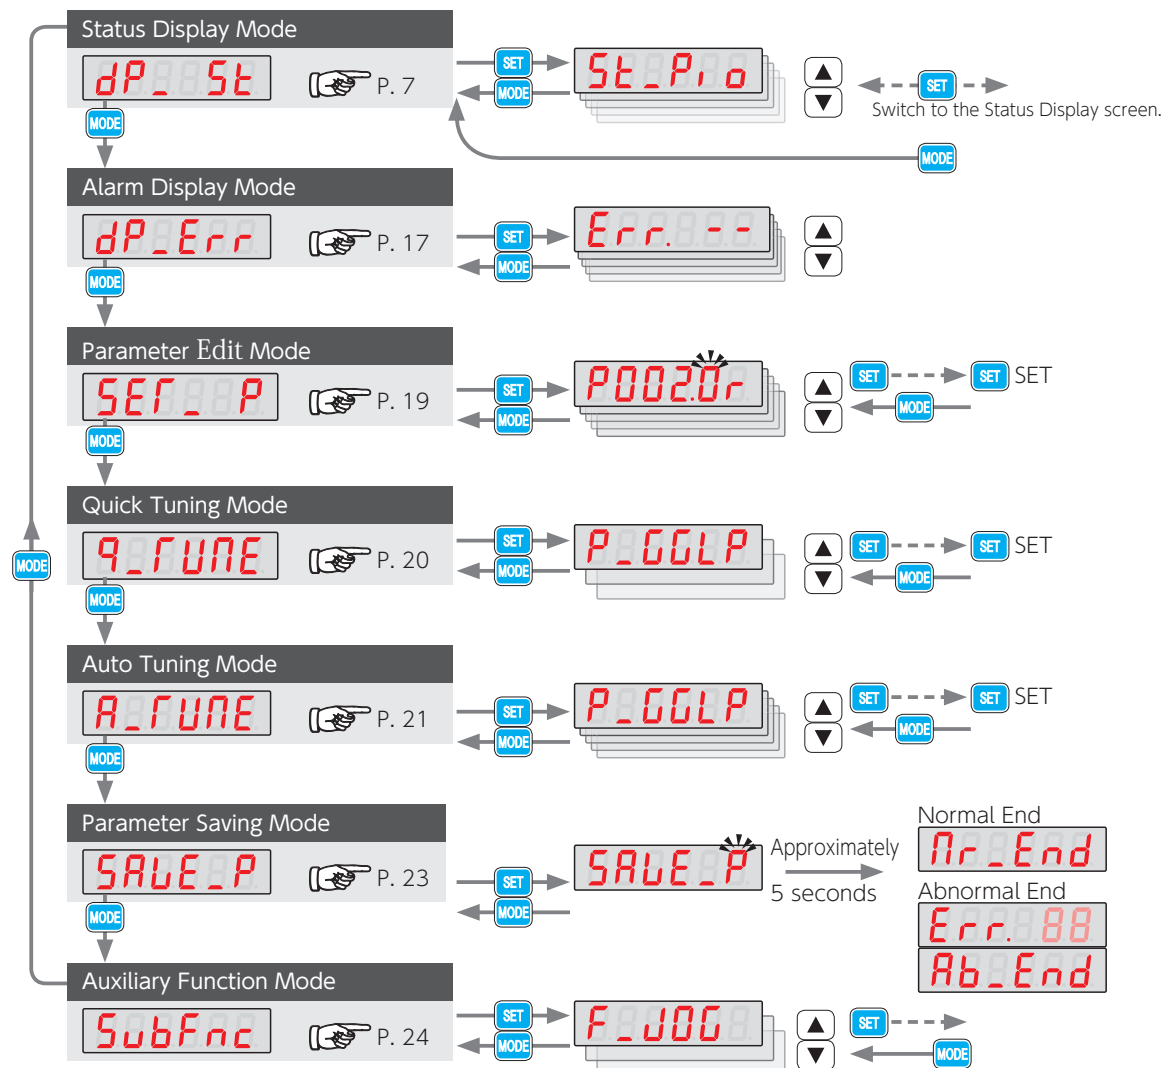 Status Display Mode
dP_ St
P. 7
SET
MODE
St_Pio
▲
▼
SET
Switch to the Status Display screen.
MODE
MODE
Alarm Display Mode
dP_Err
P. 17
SET
MODE
Err. --
▲
▼
MODE
Parameter Edit Mode
SET_ P
P. 19
SET
MODE
P002.0r
▲
▼
SET
SET SET
MODE
MODE
Quick Tuning Mode
q_TUNE
P. 20
SET
MODE
P_GGLP
▲
▼
SET
SET SET
MODE
MODE
MODE
Auto Tuning Mode
A_TUNE
P. 21
SET
MODE
P_GGLP
▲
▼
SET
SET SET
MODE
MODE
Parameter Saving Mode
SAVE_P
P. 23
SET
MODE
SAVE_P
Approximately
5 seconds
Normal End
Nr_End
Abnormal End
Err. 88
Ab_End
MODE
Auxiliary Function Mode
SubFnc
P. 24
SET
MODE
F_JOG
▲
▼
SET
MODE